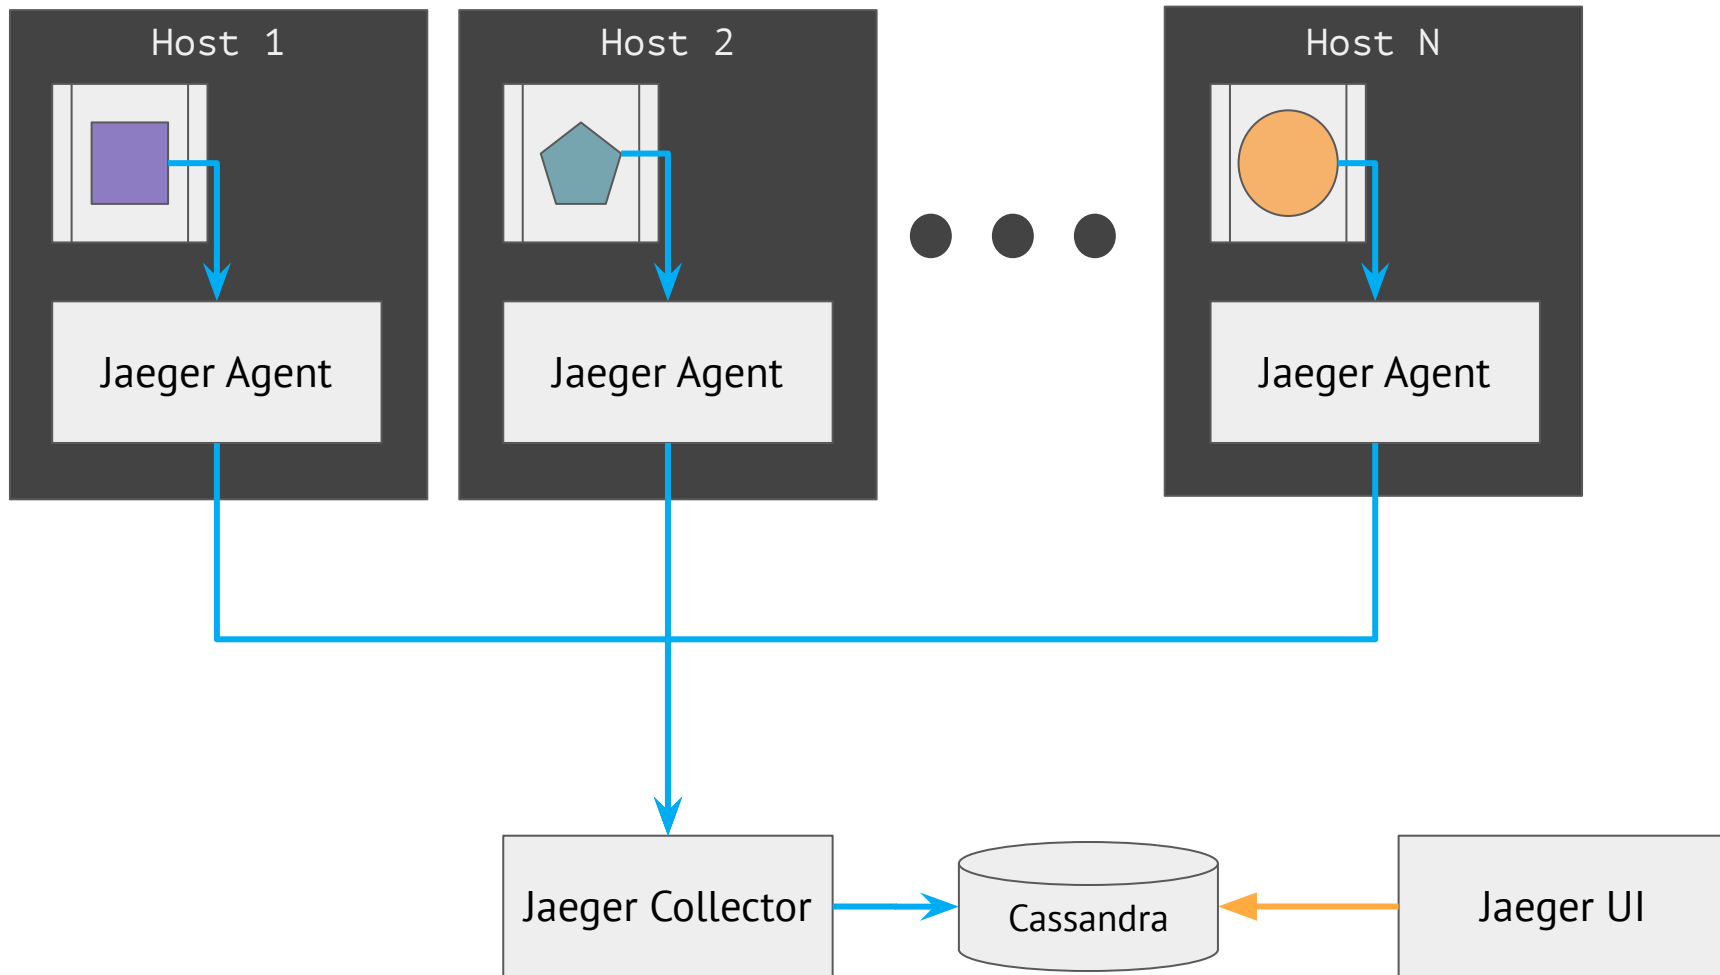 Host 1
Host 2
Host N
Jaeger Agent
Jaeger Agent
Jaeger Agent
Jaeger Collector
Cassandra
Jaeger UI